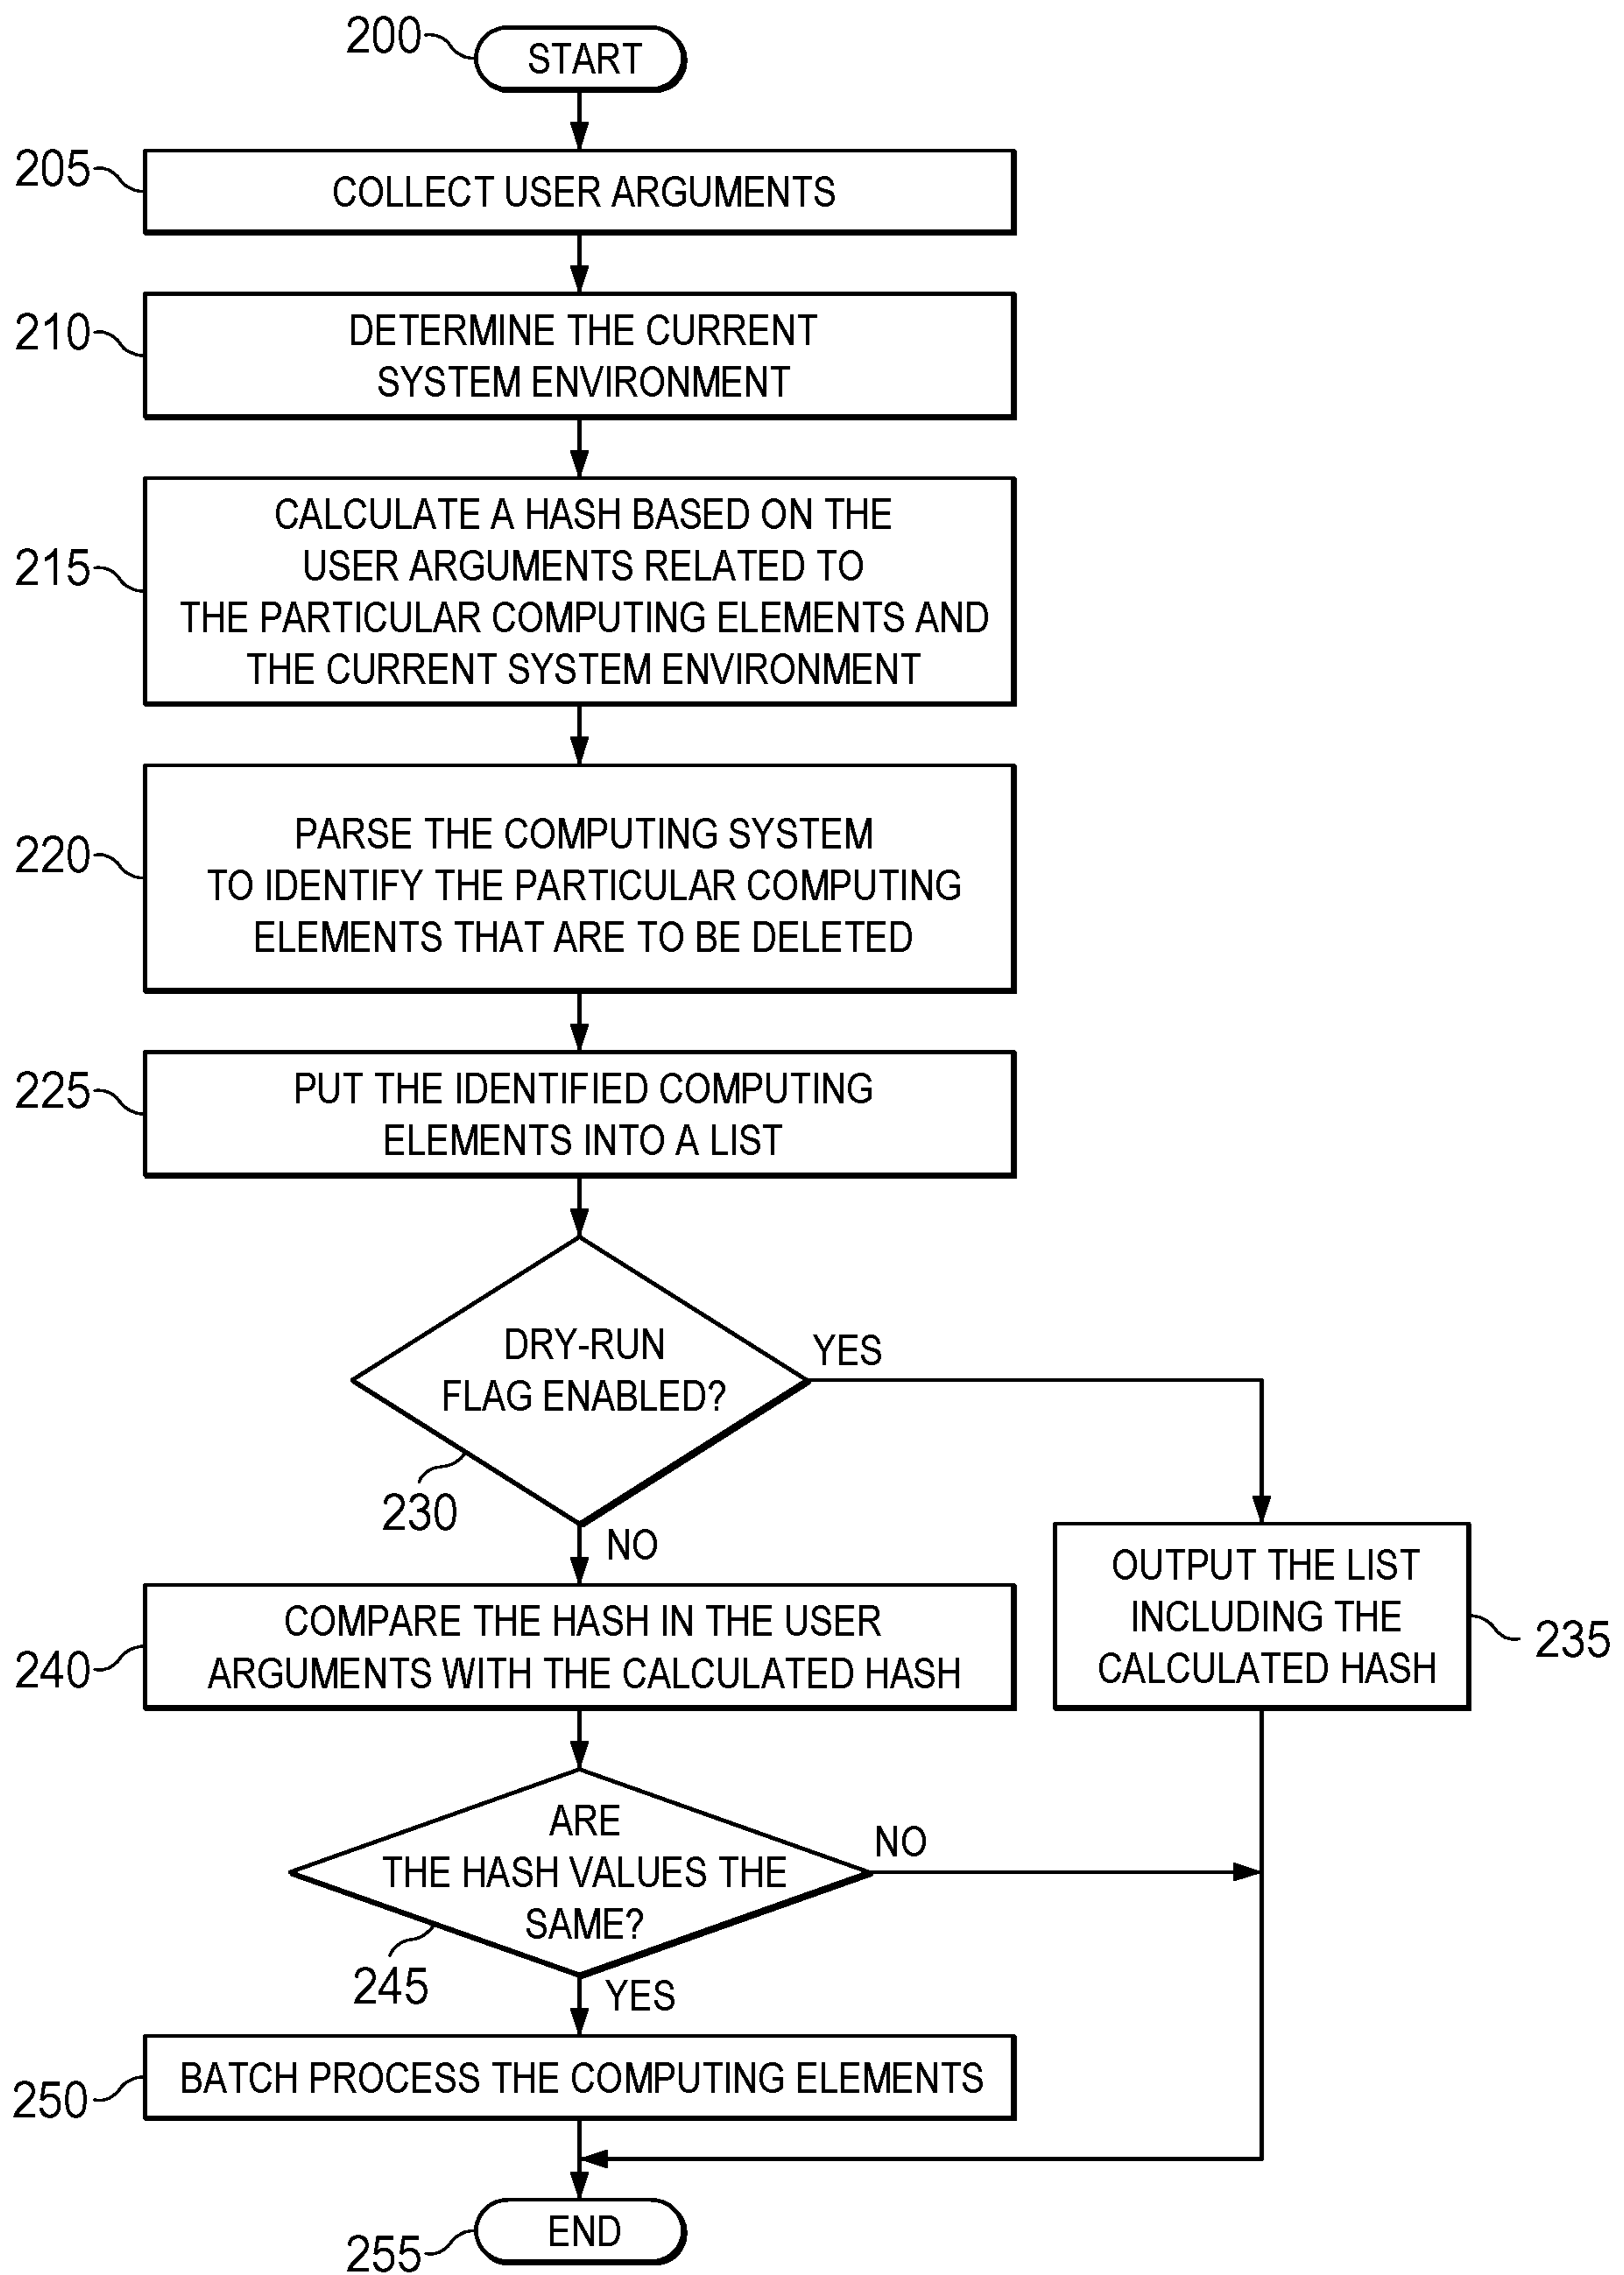 200
START
205
COLLECT USER ARGUMENTS
210
DETERMINE THE CURRENT
SYSTEM ENVIRONMENT
215
CALCULATE A HASH BASED ON THE
USER ARGUMENTS RELATED TO
THE PARTICULAR COMPUTING ELEMENTS AND
THE CURRENT SYSTEM ENVIRONMENT
220
PARSE THE COMPUTING SYSTEM
TO IDENTIFY THE PARTICULAR COMPUTING
ELEMENTS THAT ARE TO BE DELETED
225
PUT THE IDENTIFIED COMPUTING
ELEMENTS INTO A LIST
DRY-RUN
FLAG ENABLED?
YES
230
NO
OUTPUT THE LIST
INCLUDING THE
CALCULATED HASH
235
240
COMPARE THE HASH IN THE USER
ARGUMENTS WITH THE CALCULATED HASH
ARE
THE HASH VALUES THE
SAME?
NO
245
YES
250
BATCH PROCESS THE COMPUTING ELEMENTS
255
END